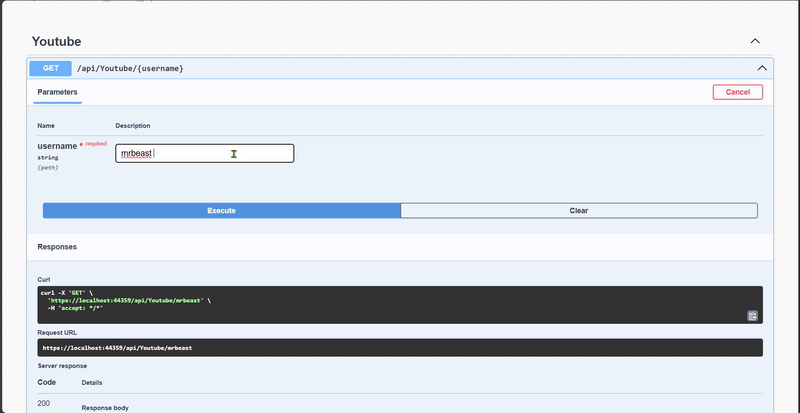 Youtube
GET /api/Youtube/{username}
Parameters
Cancel
Name Description
username * required
string
(path)
mrbeast
Execute Clear
Responses
Curl
curl -X 'GET' \
'https://localhost:44359/api/Youtube/mrbeast' \
-H 'accept: */*'
Request URL
https://localhost:44359/api/Youtube/mrbeast
Server response
Code Details
200
Response body